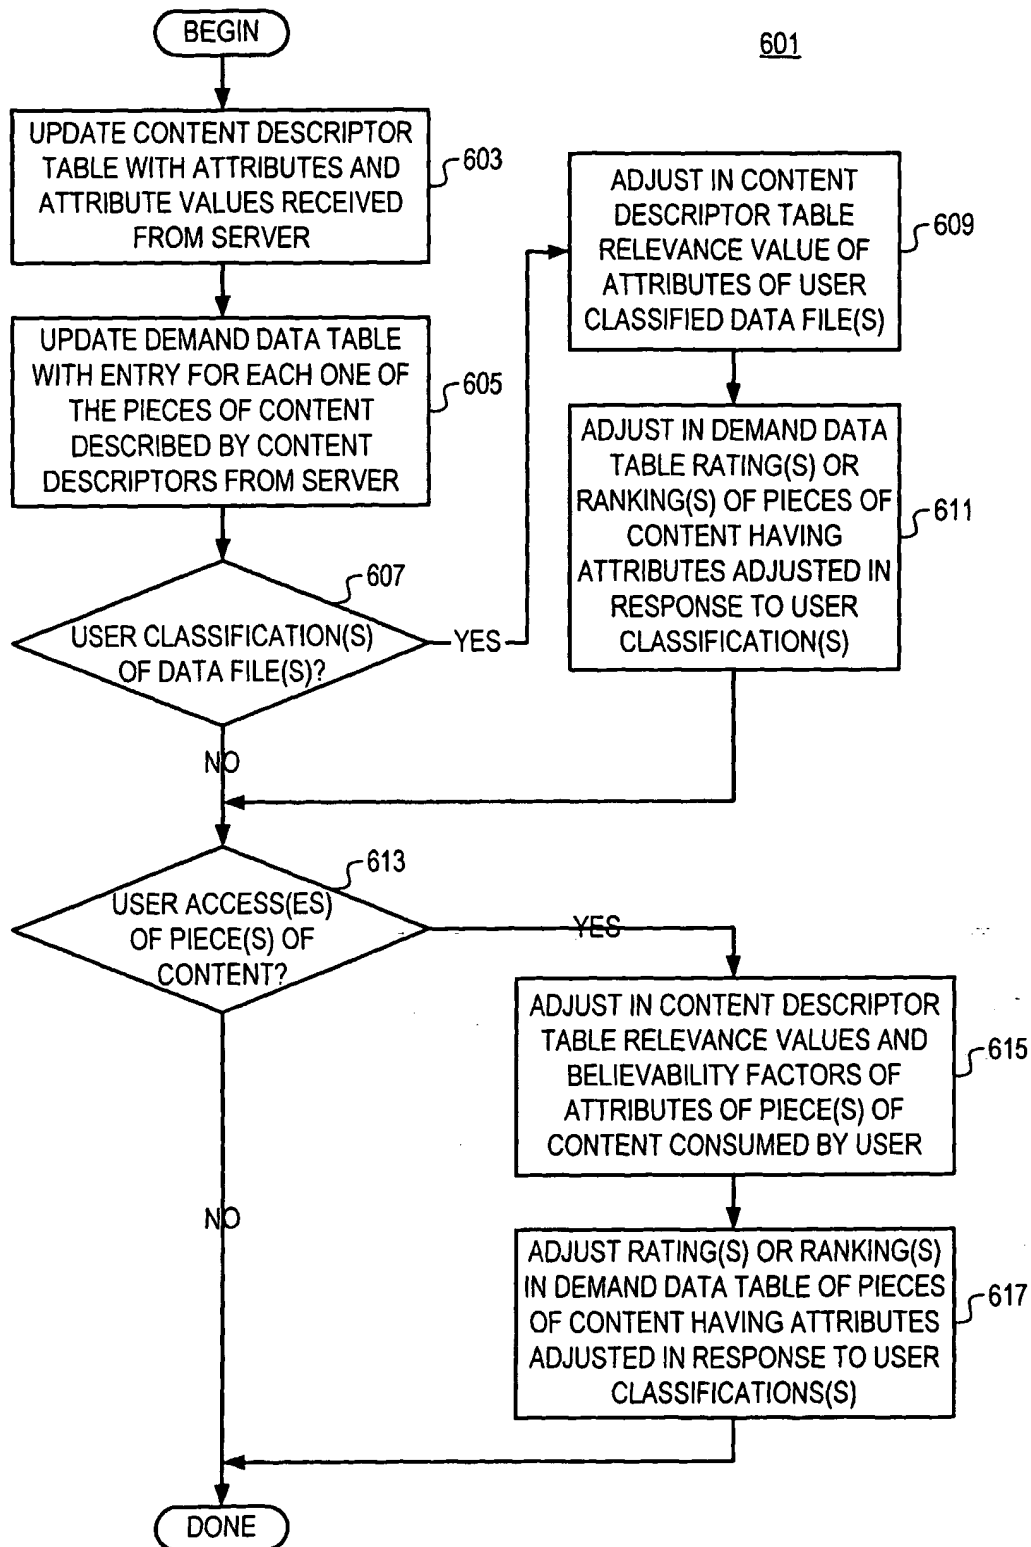 BEGIN
601
UPDATE CONTENT DESCRIPTOR
TABLE WITH ATTRIBUTES AND
ATTRIBUTE VALUES RECEIVED
FROM SERVER
603
UPDATE DEMAND DATA TABLE
WITH ENTRY FOR EACH ONE OF
THE PIECES OF CONTENT
DESCRIBED BY CONTENT
DESCRIPTORS FROM SERVER
605
607
USER CLASSIFICATION(S)
OF DATA FILE(S)?
YES
NO
ADJUST IN CONTENT
DESCRIPTOR TABLE
RELEVANCE VALUE OF
ATTRIBUTES OF USER
CLASSIFIED DATA FILE(S)
609
ADJUST IN DEMAND DATA
TABLE RATING(S) OR
RANKING(S) OF PIECES OF
CONTENT HAVING
ATTRIBUTES ADJUSTED IN
RESPONSE TO USER
CLASSIFICATION(S)
611
613
USER ACCESS(ES)
OF PIECE(S) OF
CONTENT?
YES
NO
ADJUST IN CONTENT DESCRIPTOR
TABLE RELEVANCE VALUES AND
BELIEVABILITY FACTORS OF
ATTRIBUTES OF PIECE(S) OF
CONTENT CONSUMED BY USER
615
ADJUST RATING(S) OR RANKING(S)
IN DEMAND DATA TABLE OF PIECES
OF CONTENT HAVING ATTRIBUTES
ADJUSTED IN RESPONSE TO USER
CLASSIFICATIONS(S)
617
DONE